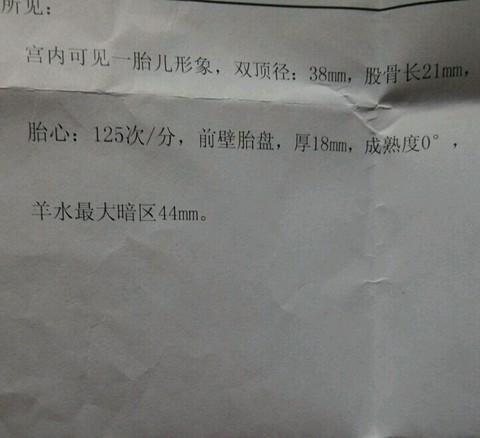 所见：
宫内可见一胎儿形象，双顶径：38mm，股骨长21mm，
胎心：125次/分，前壁胎盘，厚18mm，成熟度0°，
羊水最大暗区44mm。